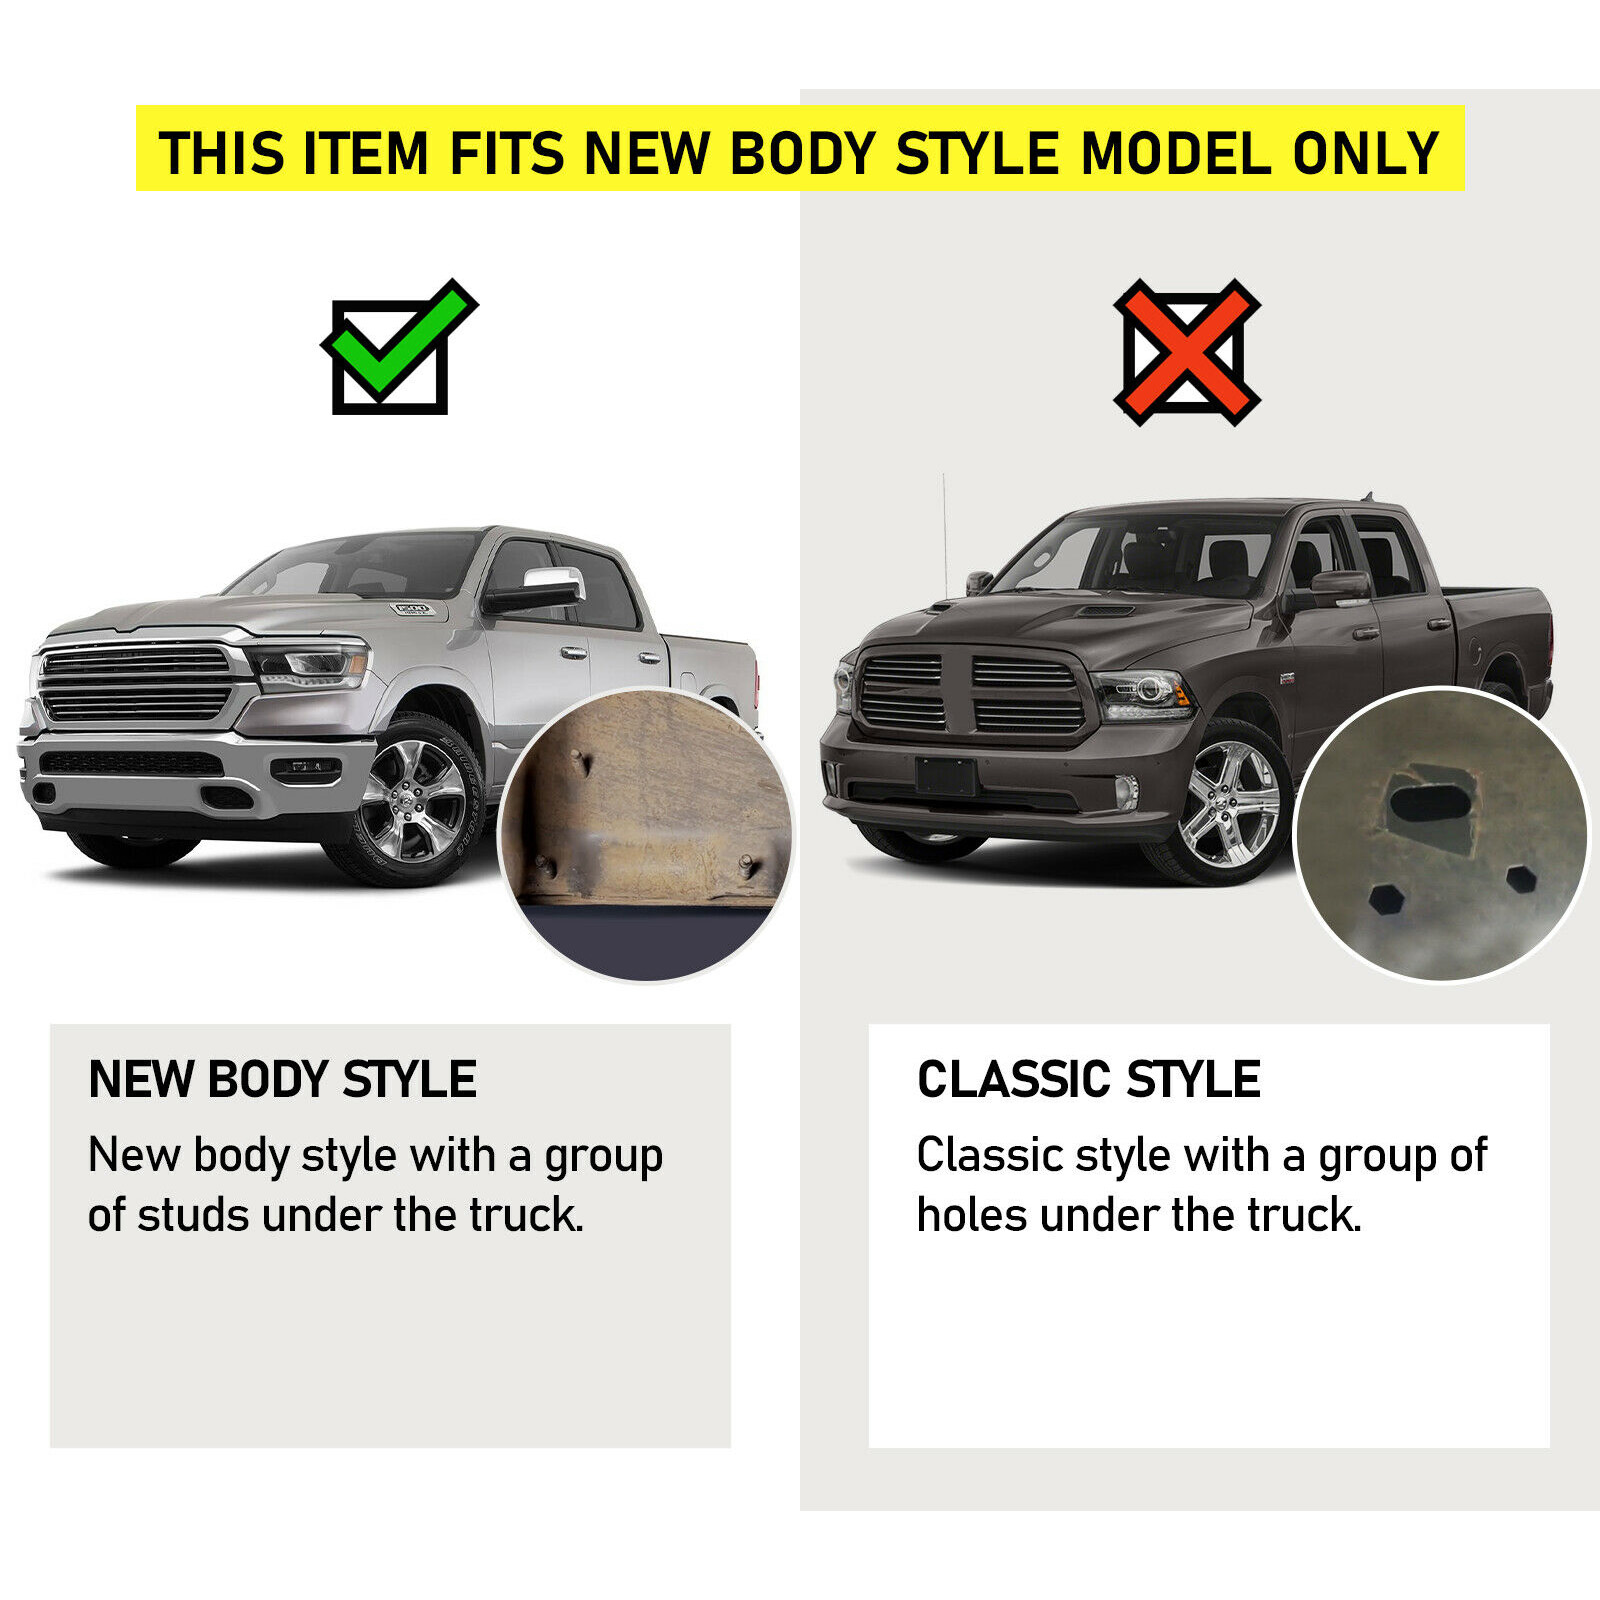 THIS ITEM FITS NEW BODY STYLE MODEL ONLY
1500
NEW BODY STYLE
New body style with a group
of studs under the truck.
CLASSIC STYLE
Classic style with a group of
holes under the truck.